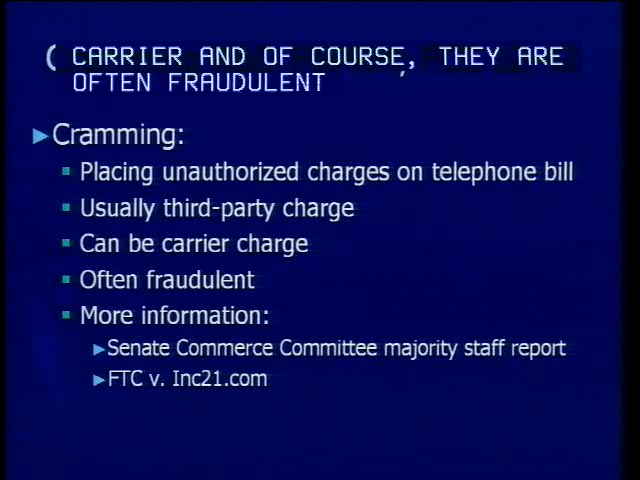 ( CARRIER AND OF COURSE, THEY ARE
OFTEN FRAUDULENT
►Cramming:
▪ Placing unauthorized charges on telephone bill
▪ Usually third-party charge
▪ Can be carrier charge
▪ Often fraudulent
▪ More information:
►Senate Commerce Committee majority staff report
►FTC v. Inc21.com